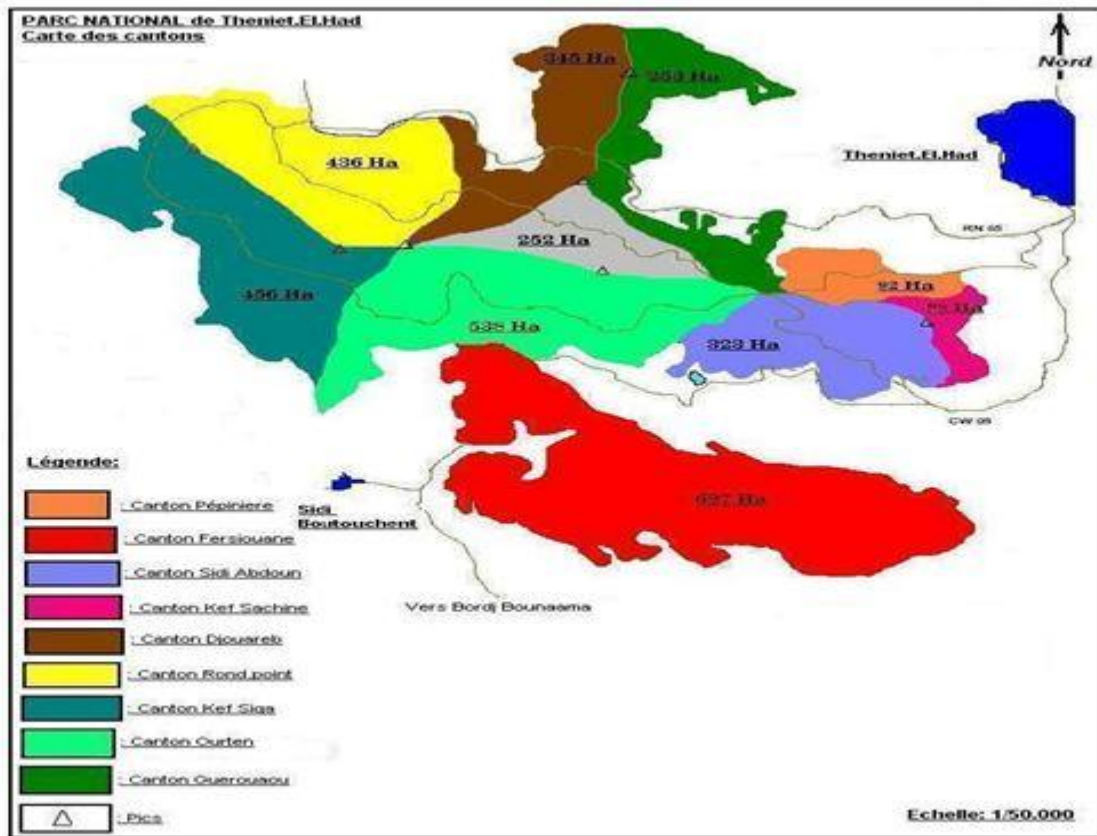 PARC NATIONAL de Theniet.El.Had
Carte des cantons
Nord
345 Ha
253 Ha
Theniet.El.Had
436 Ha
RN 65
252 Ha
92 Ha
Ha
456 Ha
538 Ha
323 Ha
CW 05
697 Ha
Sidi
Boutouchent
Vers Bordj Bounaama
Légende:
: Canton Pépiniere
: Canton Fersiouane
: Canton Sidi Abdoun
: Canton Kef Sachine
: Canton Djouareb
: Canton Rond.point
: Canton Kef Siga
: Canton Ourten
: Canton Guerouaou
: Pics
Echelle: 1/50.000